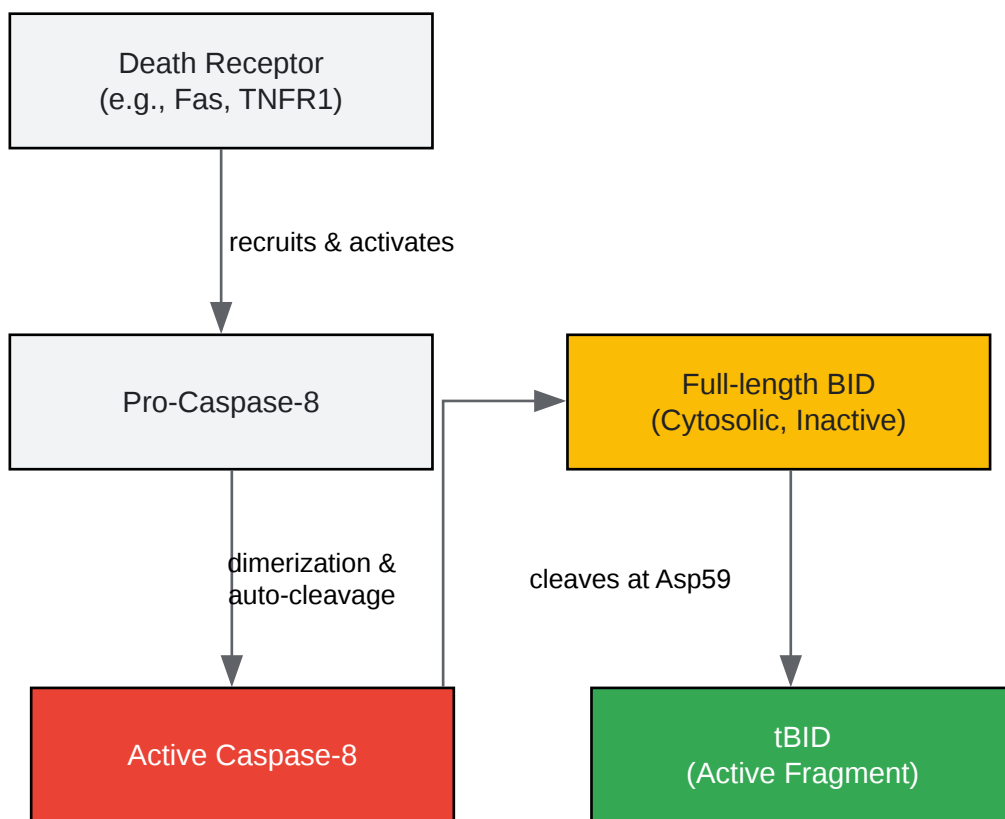 Death Receptor
(e.g., Fas, TNFR1)
recruits & activates
Pro-Caspase-8
Full-length BID
(Cytosolic, Inactive)
dimerization &
auto-cleavage
cleaves at Asp59
Active Caspase-8
tBID
(Active Fragment)